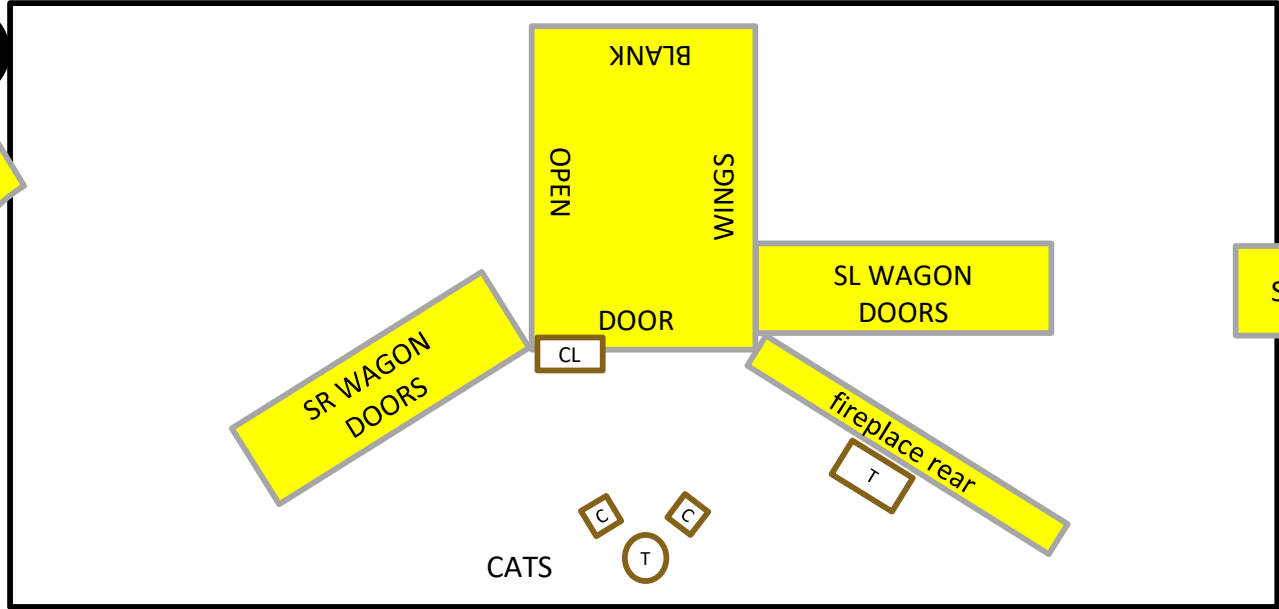 BLANK
OPEN
WINGS
SL WAGON
DOORS
S
DOOR
CL
SR WAGON
DOORS
fireplace rear
T
C
C
T
CATS